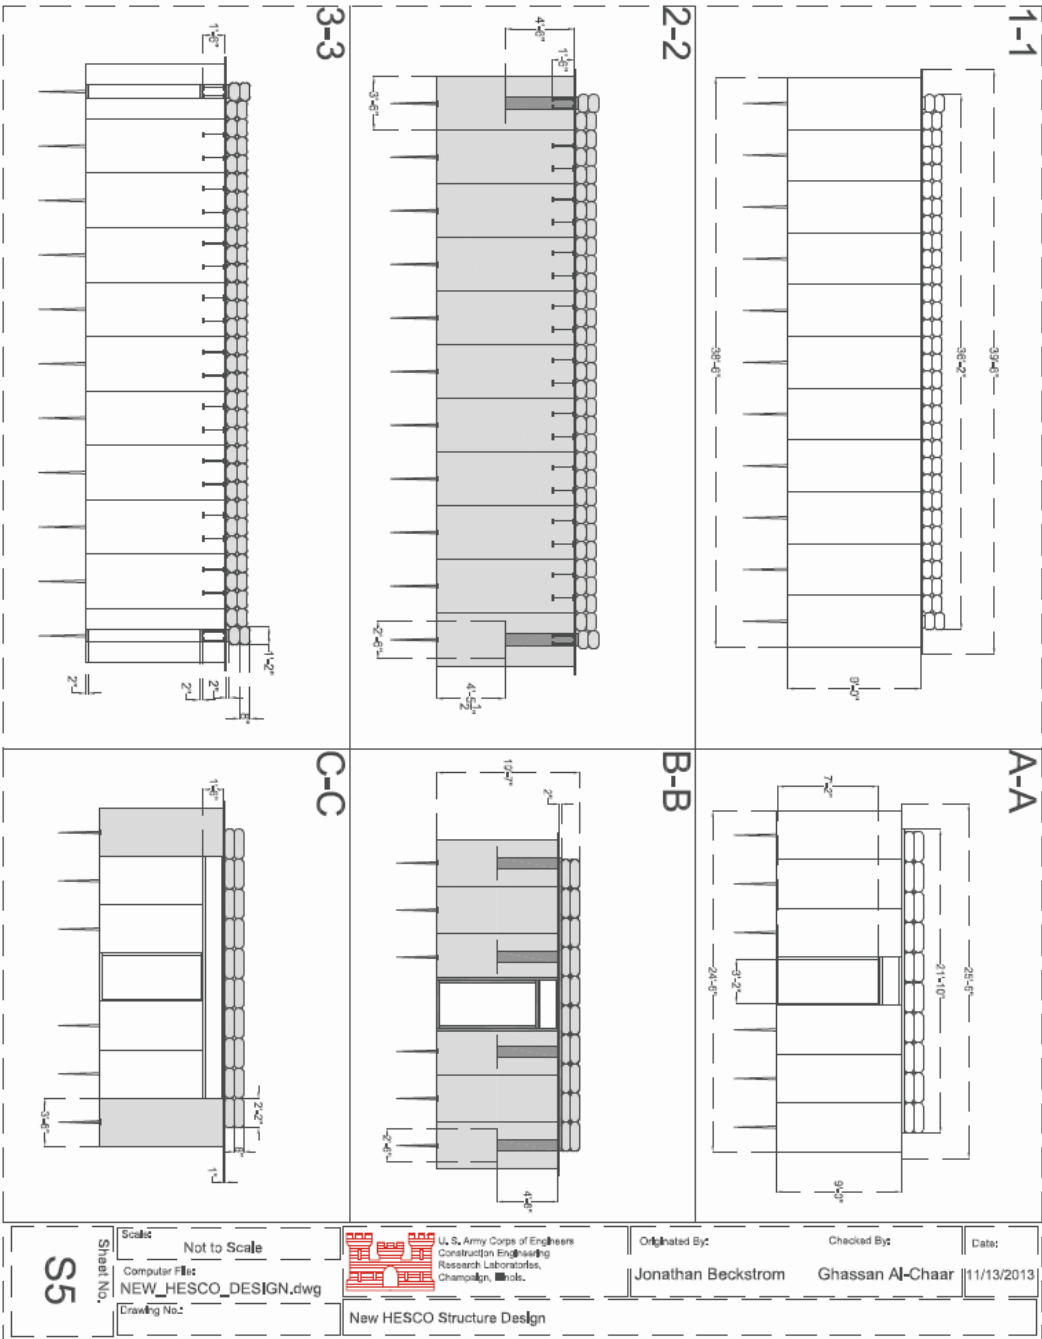 3-3
1'-6"
2"
2"
2"
8"
1'-2"
2-2
4'-6"
1'-6"
3'-6"
2'-6"
4'-5 1/2"
1-1
38'-6"
36'-2"
39'-6"
9'-0"
C-C
1'-6"
3'-6"
2'-2"
8"
1"
B-B
10'-7"
2"
2'-6"
4'-6"
A-A
7'-2"
24'-6"
3'-2"
21'-10"
25'-6"
9'-0"
Sheet No.
S5
Scale:
Not to Scale
Computer File:
NEW_HESCO_DESIGN.dwg
Drawing No.:
U. S. Army Corps of Engineers
Construction Engineering
Research Laboratories,
Champaign, Illinois.
Originated By:
Jonathan Beckstrom
Checked By:
Ghassan Al-Chaar
Date:
11/13/2013
New HESCO Structure Design